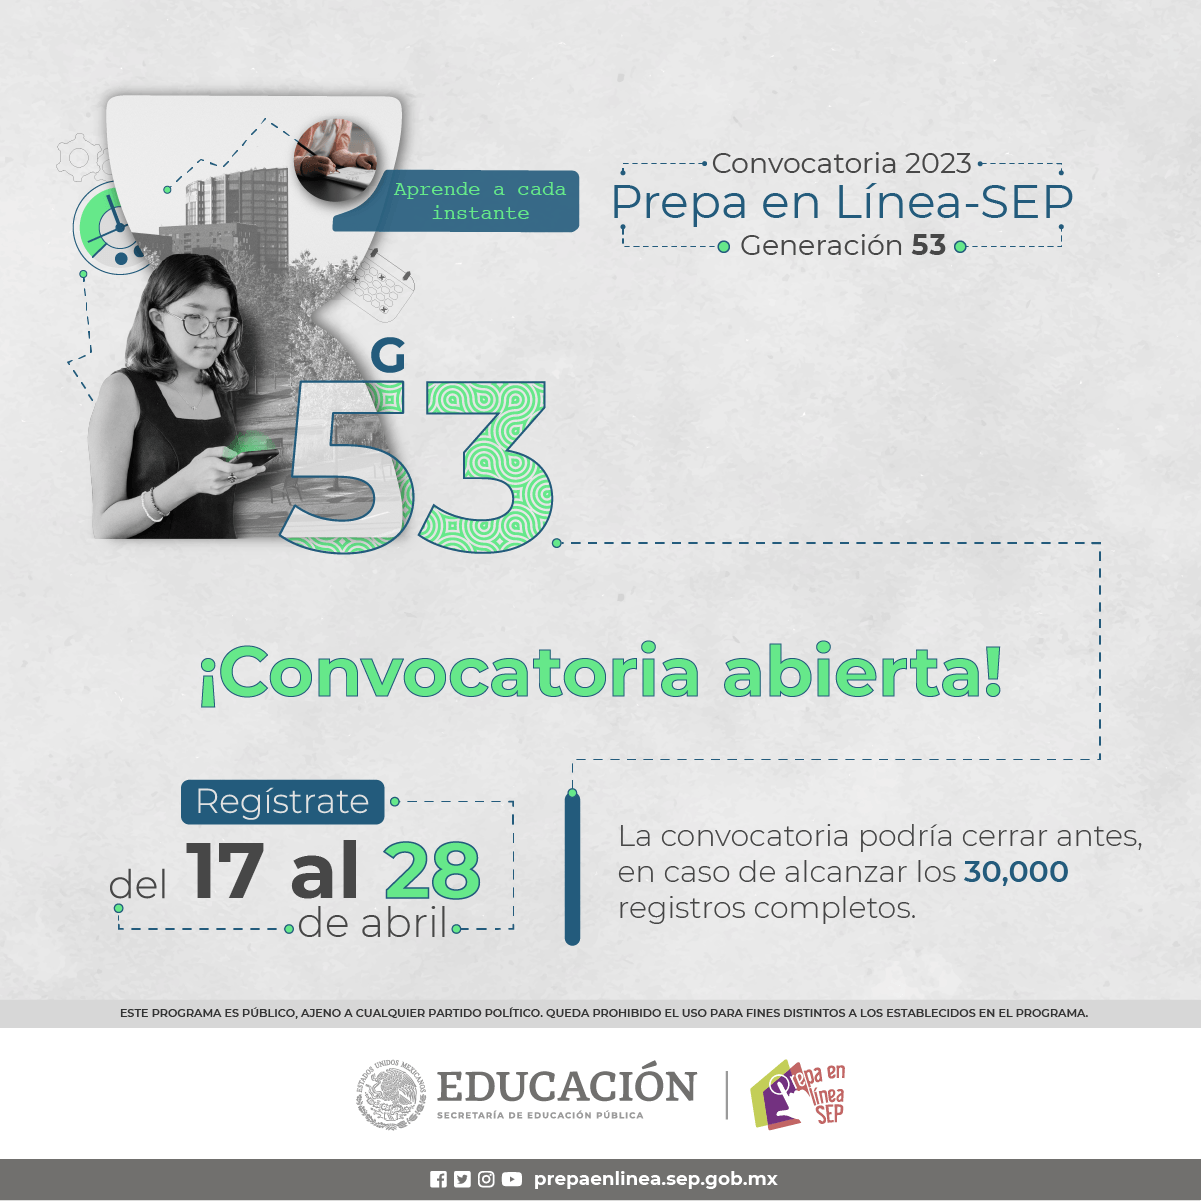 Aprende a cada
instante
Convocatoria 2023
Prepa en Línea-SEP
Generación 53
G
53
¡Convocatoria abierta!
Regístrate
del 17 al 28
de abril
La convocatoria podría cerrar antes,
en caso de alcanzar los 30,000
registros completos.
ESTE PROGRAMA ES PÚBLICO, AJENO A CUALQUIER PARTIDO POLÍTICO. QUEDA PROHIBIDO EL USO PARA FINES DISTINTOS A LOS ESTABLECIDOS EN EL PROGRAMA.
ESTADOS UNIDOS MEXICANOS
EDUCACIÓN
SECRETARÍA DE EDUCACIÓN PÚBLICA
Prepa en
línea
SEP
prepaenlinea.sep.gob.mx